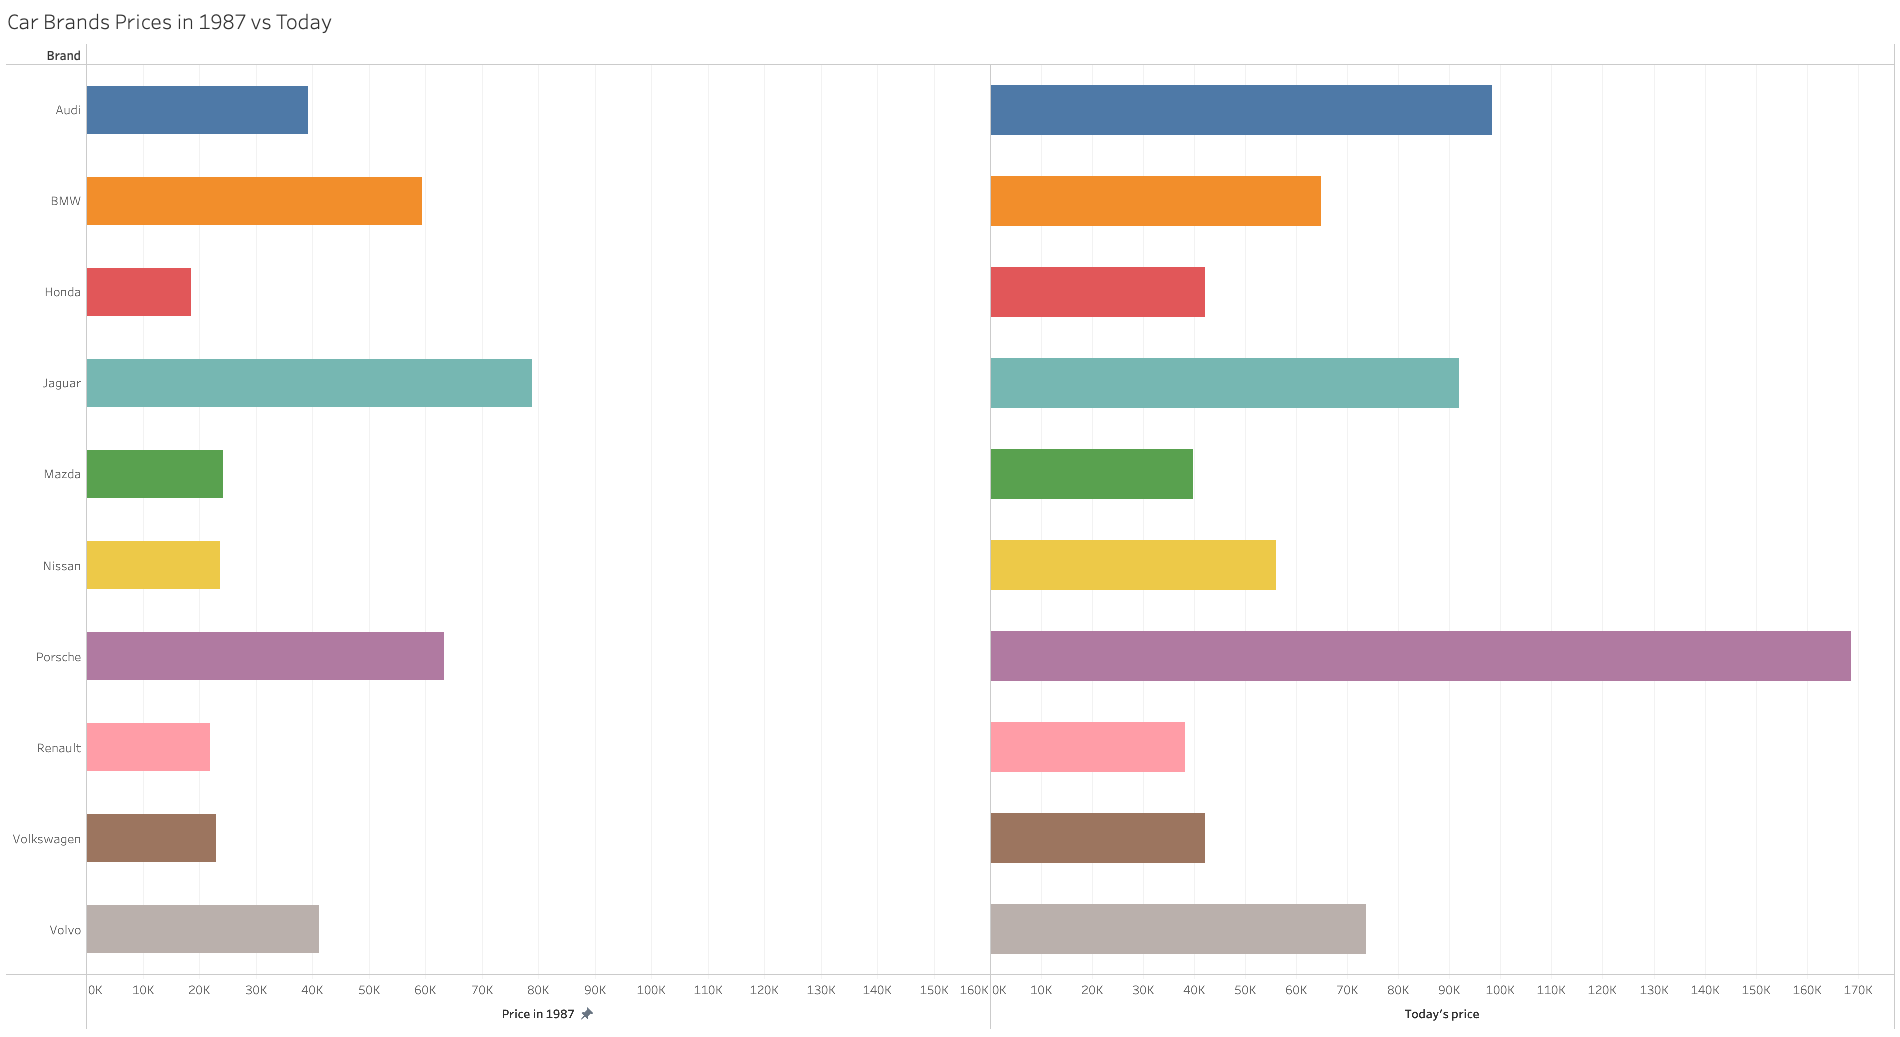 Car Brands Prices in 1987 vs Today
Brand
Audi
BMW
Honda
Jaguar
Mazda
Nissan
Porsche
Renault
Volkswagen
Volvo
0K 10K 20K 30K 40K 50K 60K 70K 80K 90K 100K 110K 120K 130K 140K 150K 160K 0K 10K 20K 30K 40K 50K 60K 70K 80K 90K 100K 110K 120K 130K 140K 150K 160K 170K
Price in 1987 Today's price